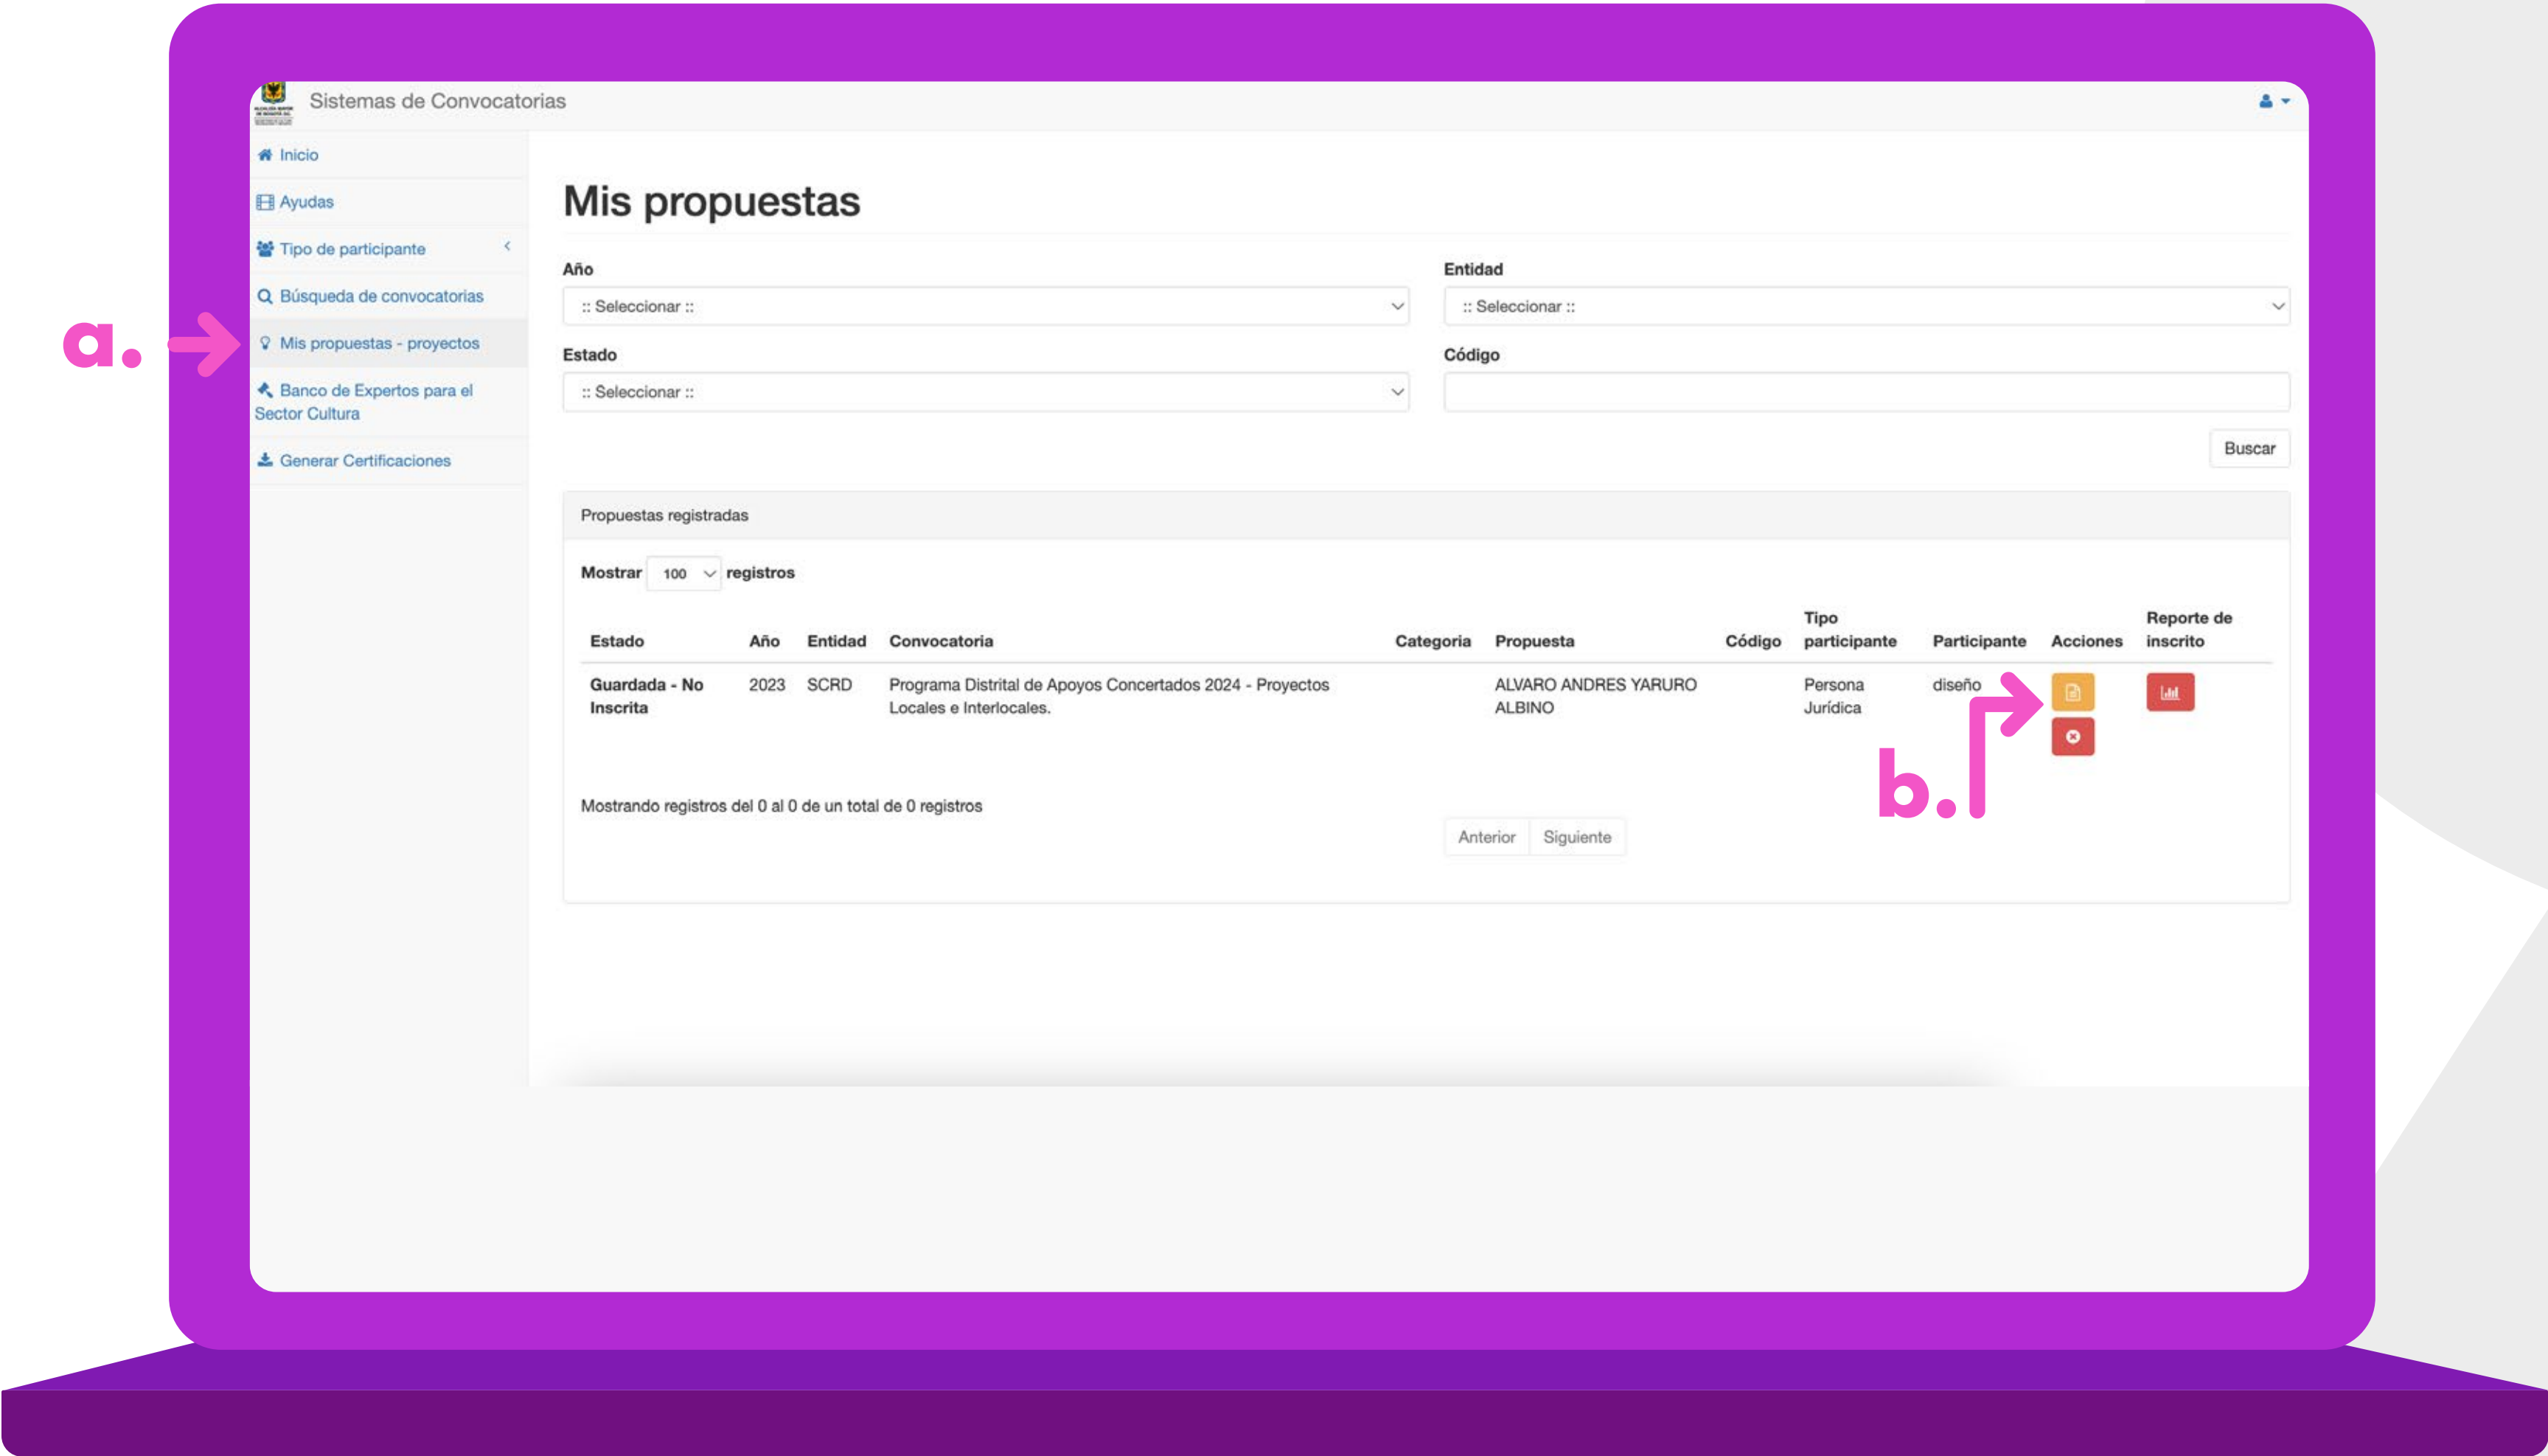 ALCALDÍA MAYOR
DE BOGOTÁ D.C.
Sistemas de Convocatorias
Inicio
Ayudas
Tipo de participante
Búsqueda de convocatorias
a.
Mis propuestas - proyectos
Banco de Expertos para el
Sector Cultura
Generar Certificaciones
Mis propuestas
Año
Entidad
:: Seleccionar ::
:: Seleccionar ::
Estado
Código
:: Seleccionar ::
Buscar
Propuestas registradas
Mostrar 100 registros
Estado Año Entidad Convocatoria Categoria Propuesta Código Tipo participante Participante Acciones Reporte de inscrito
Guardada - No Inscrita 2023 SCRD Programa Distrital de Apoyos Concertados 2024 - Proyectos Locales e Interlocales. ALVARO ANDRES YARURO ALBINO Persona Jurídica diseño
b.
Mostrando registros del 0 al 0 de un total de 0 registros
Anterior Siguiente